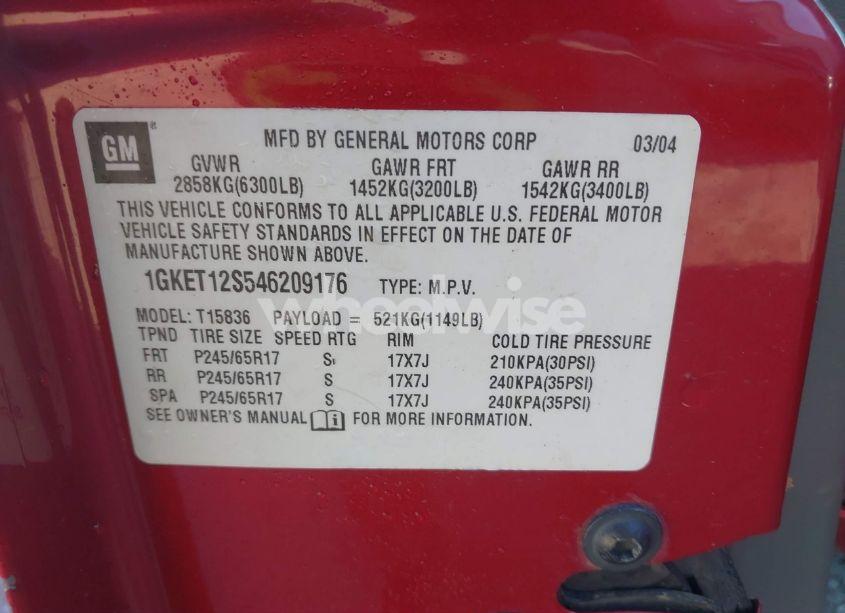 GM
MFD BY GENERAL MOTORS CORP 03/04
GVWR GAWR FRT GAWR RR
2858KG(6300LB) 1452KG(3200LB) 1542KG(3400LB)
THIS VEHICLE CONFORMS TO ALL APPLICABLE U.S. FEDERAL MOTOR
VEHICLE SAFETY STANDARDS IN EFFECT ON THE DATE OF
MANUFACTURE SHOWN ABOVE.
1GKET12S546209176 TYPE: M.P.V.
wheelwise
MODEL: T15836 PAYLOAD = 521KG(1149LB)
TPND TIRE SIZE SPEED RTG RIM COLD TIRE PRESSURE
FRT P245/65R17 S 17X7J 210KPA(30PSI)
RR P245/65R17 S 17X7J 240KPA(35PSI)
SPA P245/65R17 S 17X7J 240KPA(35PSI)
SEE OWNER'S MANUAL FOR MORE INFORMATION.